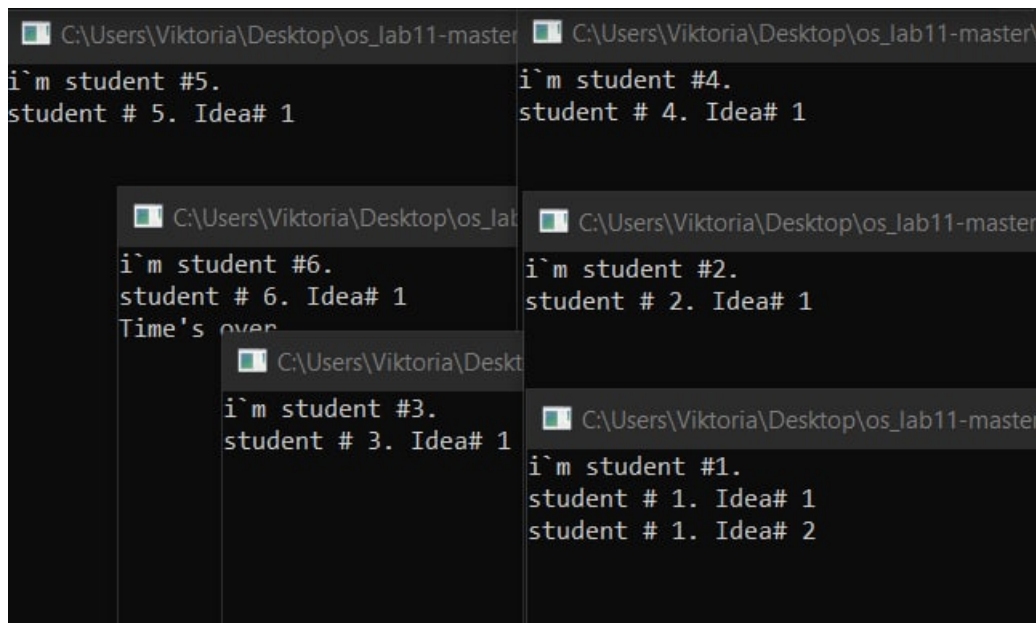 C:\Users\Viktoria\Desktop\os_lab11-master
i`m student #5.
student # 5. Idea# 1
C:\Users\Viktoria\Desktop\os_lab11-master\
i`m student #4.
student # 4. Idea# 1
C:\Users\Viktoria\Desktop\os_lab
i`m student #6.
student # 6. Idea# 1
Time's over
C:\Users\Viktoria\Desktop\os_lab11-master
i`m student #2.
student # 2. Idea# 1
C:\Users\Viktoria\Deskt
i`m student #3.
student # 3. Idea# 1
C:\Users\Viktoria\Desktop\os_lab11-master
i`m student #1.
student # 1. Idea# 1
student # 1. Idea# 2